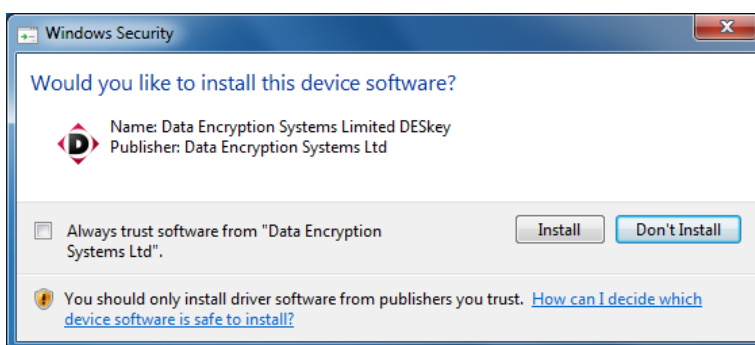 Windows Security
Would you like to install this device software?
Name: Data Encryption Systems Limited DESkey
Publisher: Data Encryption Systems Ltd
D
Always trust software from "Data Encryption
Systems Ltd".
Install
Don't Install
You should only install driver software from publishers you trust. How can I decide which
device software is safe to install?